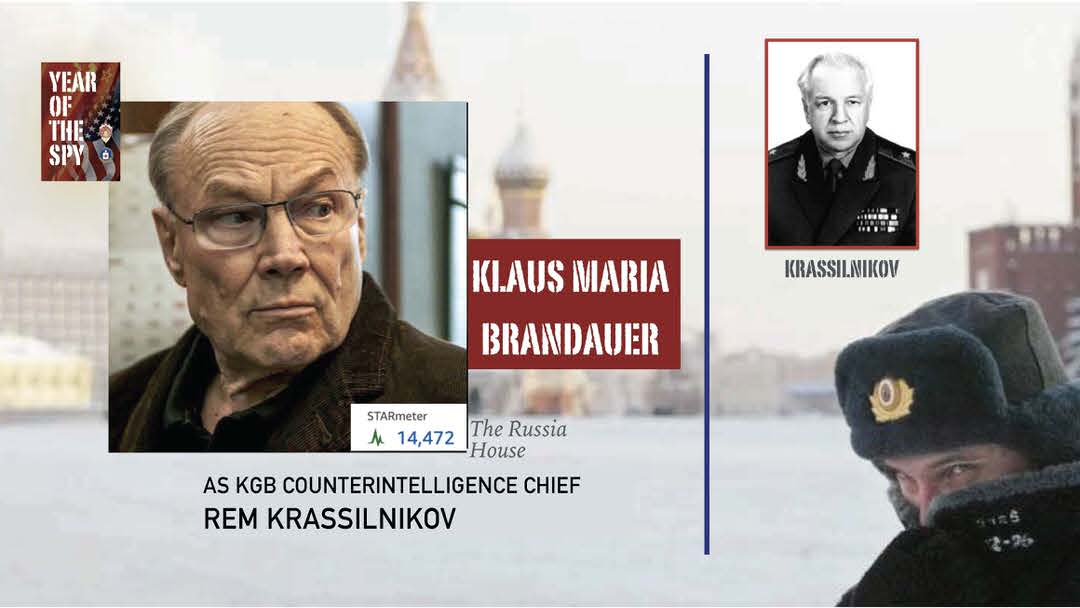 YEAR
OF
THE
SPY
KLAUS MARIA
BRANDAUER
STARmeter
14,472
The Russia
House
AS KGB COUNTERINTELLIGENCE CHIEF
REM KRASSILNIKOV
KRASSILNIKOV